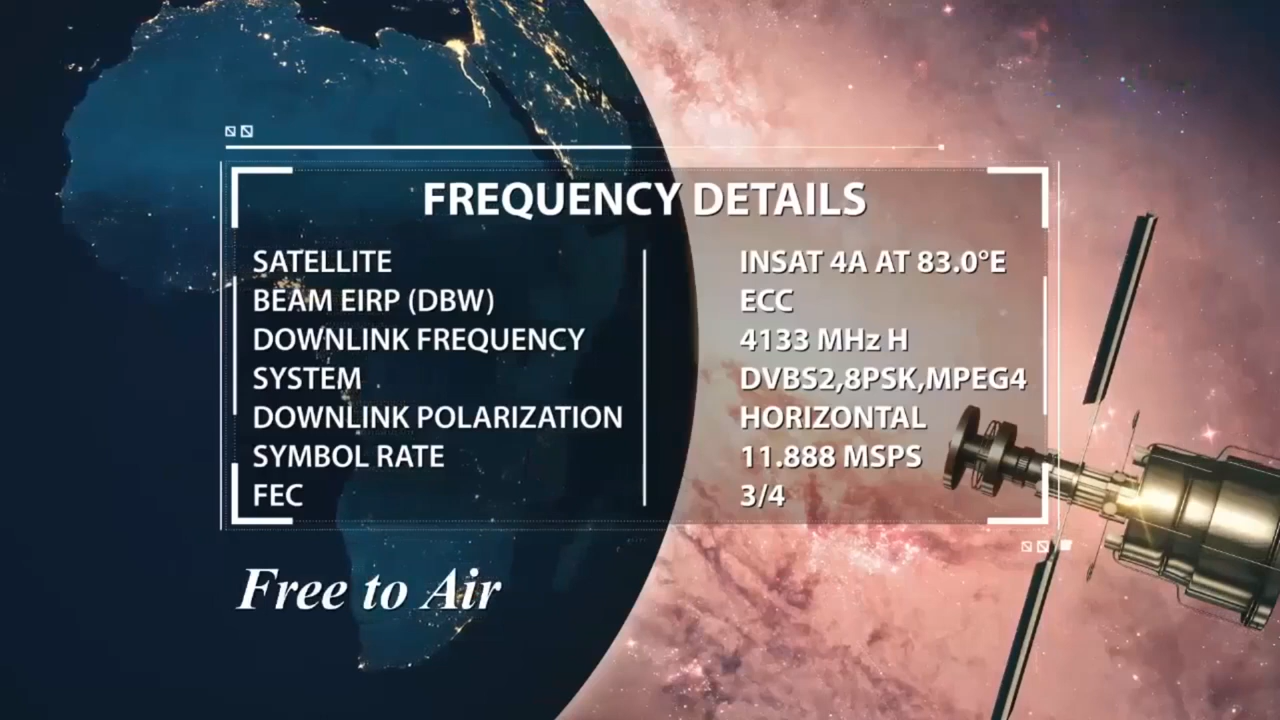 FREQUENCY DETAILS
SATELLITE INSAT 4A AT 83.0°E
BEAM EIRP (DBW) ECC
DOWNLINK FREQUENCY 4133 MHz H
SYSTEM DVBS2,8PSK,MPEG4
DOWNLINK POLARIZATION HORIZONTAL
SYMBOL RATE 11.888 MSPS
FEC 3/4
Free to Air